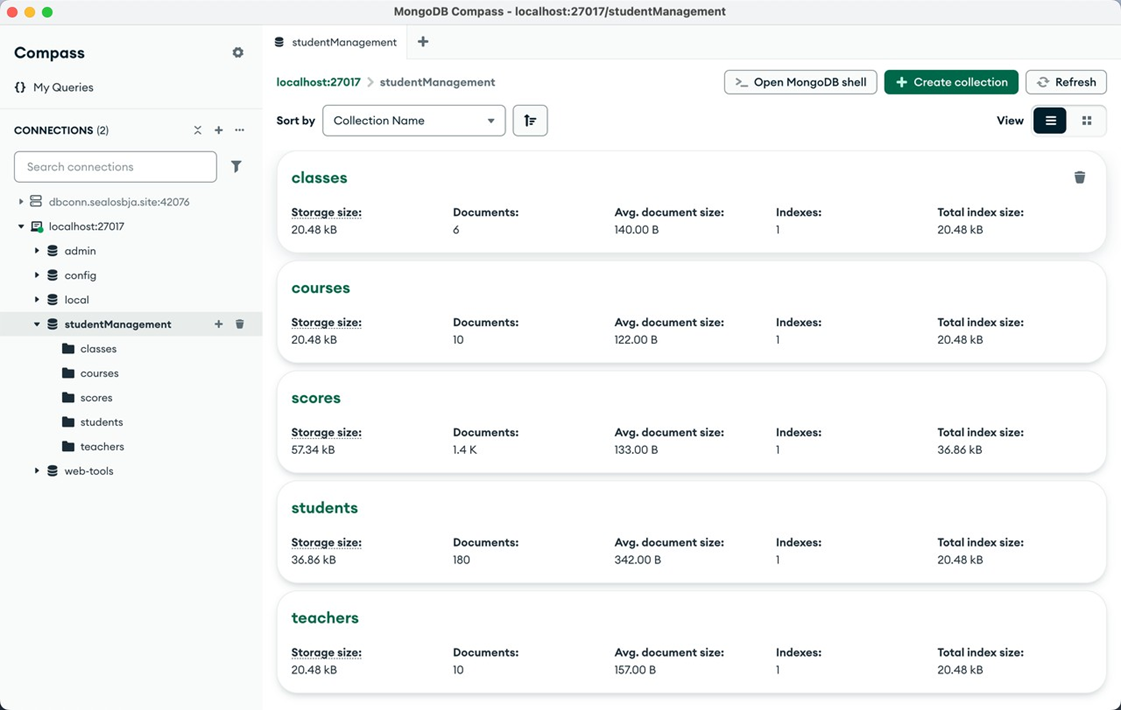 MongoDB Compass - localhost:27017/studentManagement
Compass
My Queries
CONNECTIONS (2)
Search connections
dbconn.sealosbja.site:42076
localhost:27017
admin
config
local
studentManagement
classes
courses
scores
students
teachers
web-tools
studentManagement
localhost:27017 > studentManagement
Open MongoDB shell
Create collection
Refresh
Sort by Collection Name
View
classes
Storage size: Documents: Avg. document size: Indexes: Total index size:
20.48 kB 6 140.00 B 1 20.48 kB
courses
Storage size: Documents: Avg. document size: Indexes: Total index size:
20.48 kB 10 122.00 B 1 20.48 kB
scores
Storage size: Documents: Avg. document size: Indexes: Total index size:
57.34 kB 1.4 K 133.00 B 1 36.86 kB
students
Storage size: Documents: Avg. document size: Indexes: Total index size:
36.86 kB 180 342.00 B 1 20.48 kB
teachers
Storage size: Documents: Avg. document size: Indexes: Total index size:
20.48 kB 10 157.00 B 1 20.48 kB